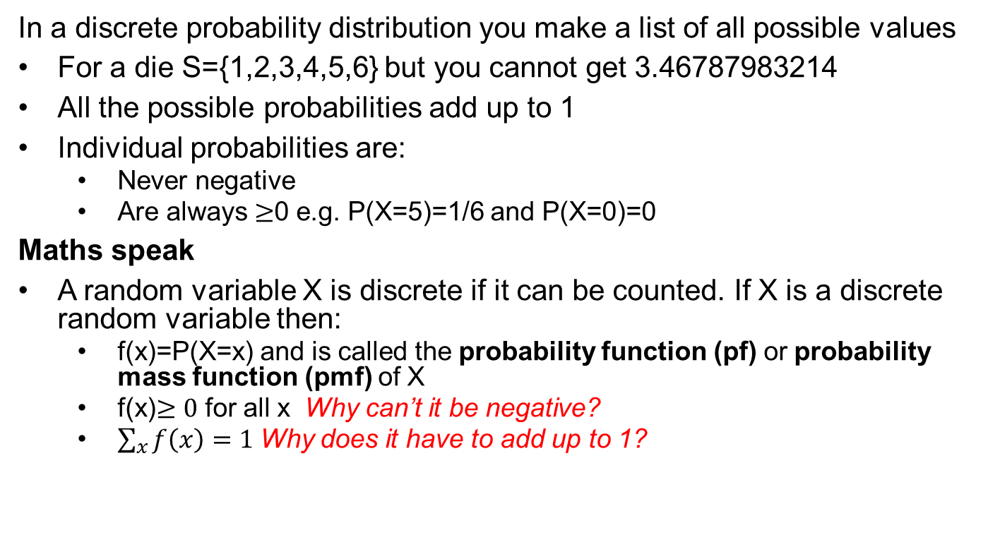 In a discrete probability distribution you make a list of all possible values
• For a die S={1,2,3,4,5,6} but you cannot get 3.46787983214
• All the possible probabilities add up to 1
• Individual probabilities are:
• Never negative
• Are always ≥0 e.g. P(X=5)=1/6 and P(X=0)=0
Maths speak
• A random variable X is discrete if it can be counted. If X is a discrete
random variable then:
• f(x)=P(X=x) and is called the probability function (pf) or probability
mass function (pmf) of X
• f(x)≥ 0 for all x Why can't it be negative?
• ∑ₓ f(x) = 1 Why does it have to add up to 1?